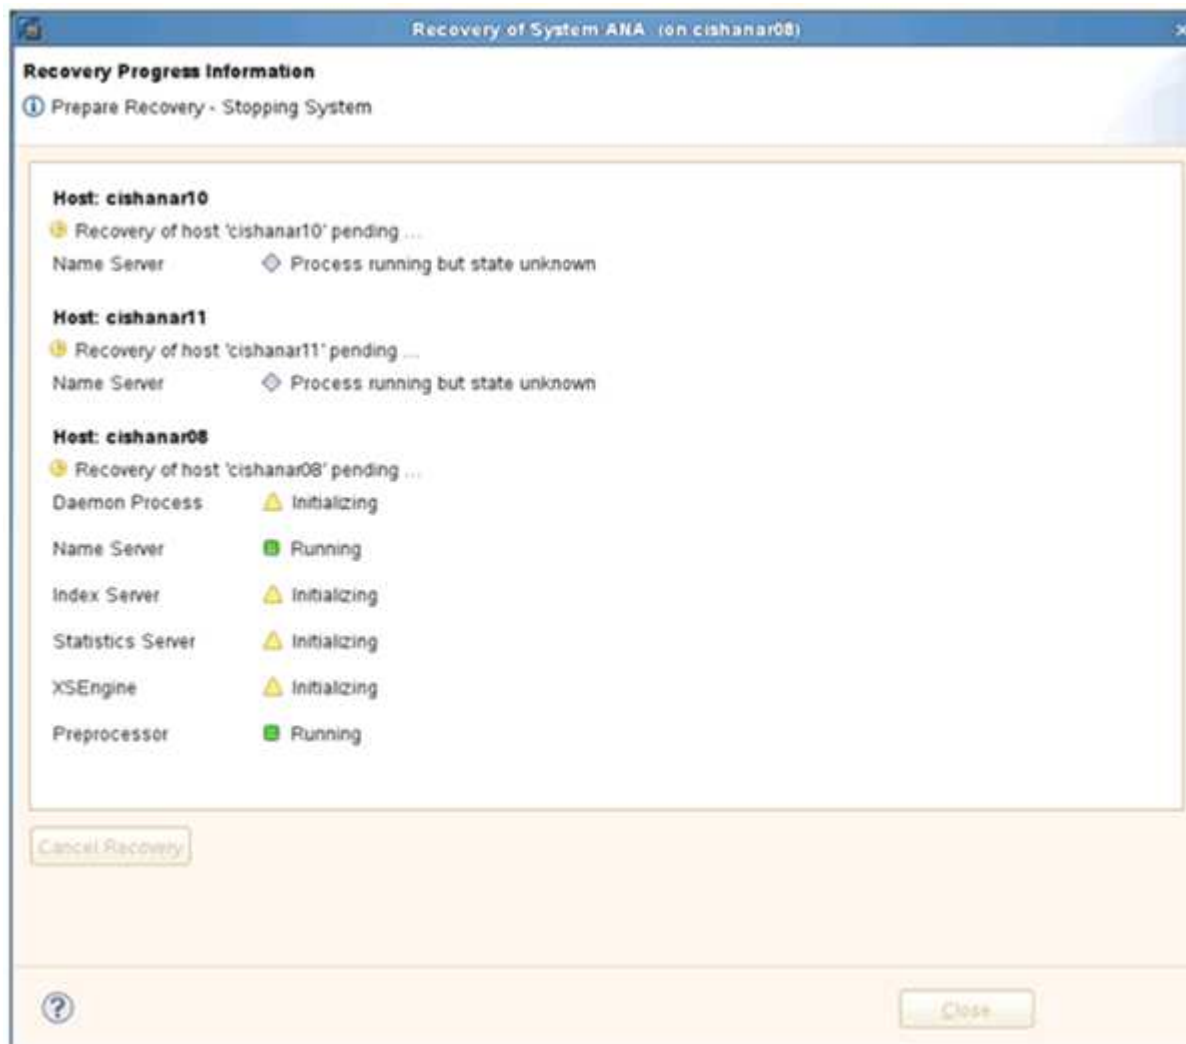 Recovery of System ANA (on cishanar08)
Recovery Progress Information
Prepare Recovery - Stopping System
Host: cishanar10
Recovery of host 'cishanar10' pending ...
Name Server Process running but state unknown
Host: cishanar11
Recovery of host 'cishanar11' pending ...
Name Server Process running but state unknown
Host: cishanar08
Recovery of host 'cishanar08' pending ...
Daemon Process Initializing
Name Server Running
Index Server Initializing
Statistics Server Initializing
XSEngine Initializing
Preprocessor Running
Cancel Recovery
Close